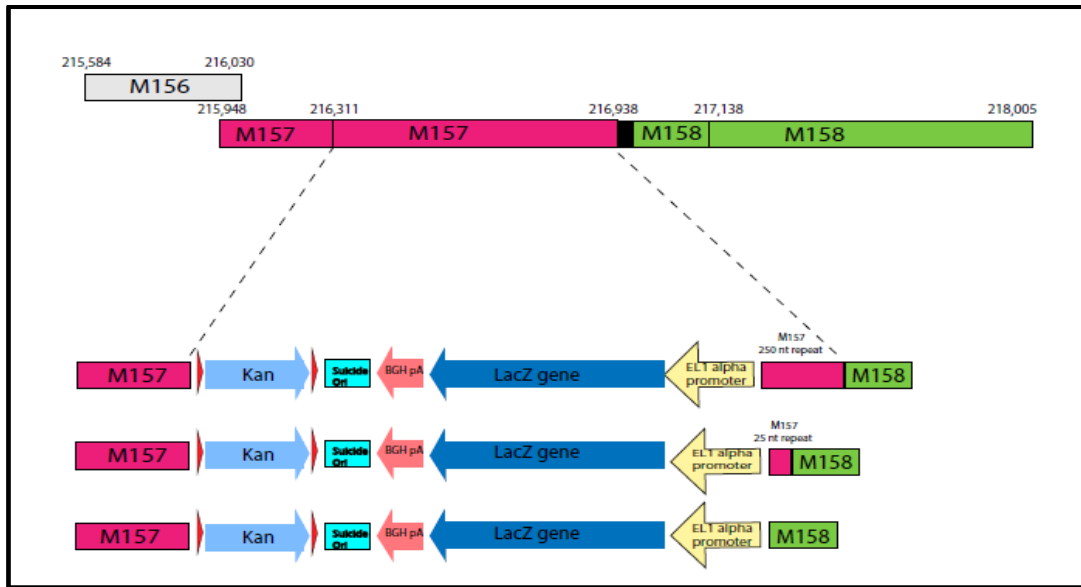 215,584 216,030
M156
215,948 216,311 216,938 217,138 218,005
M157 M157 M158 M158
M157
250 nt repeat
M157 Kan Suicide Ori BGH pA LacZ gene EL1 alpha promoter M158
M157
25 nt repeat
M157 Kan Suicide Ori BGH pA LacZ gene EL1 alpha promoter M158
M157 Kan Suicide Ori BGH pA LacZ gene EL1 alpha promoter M158